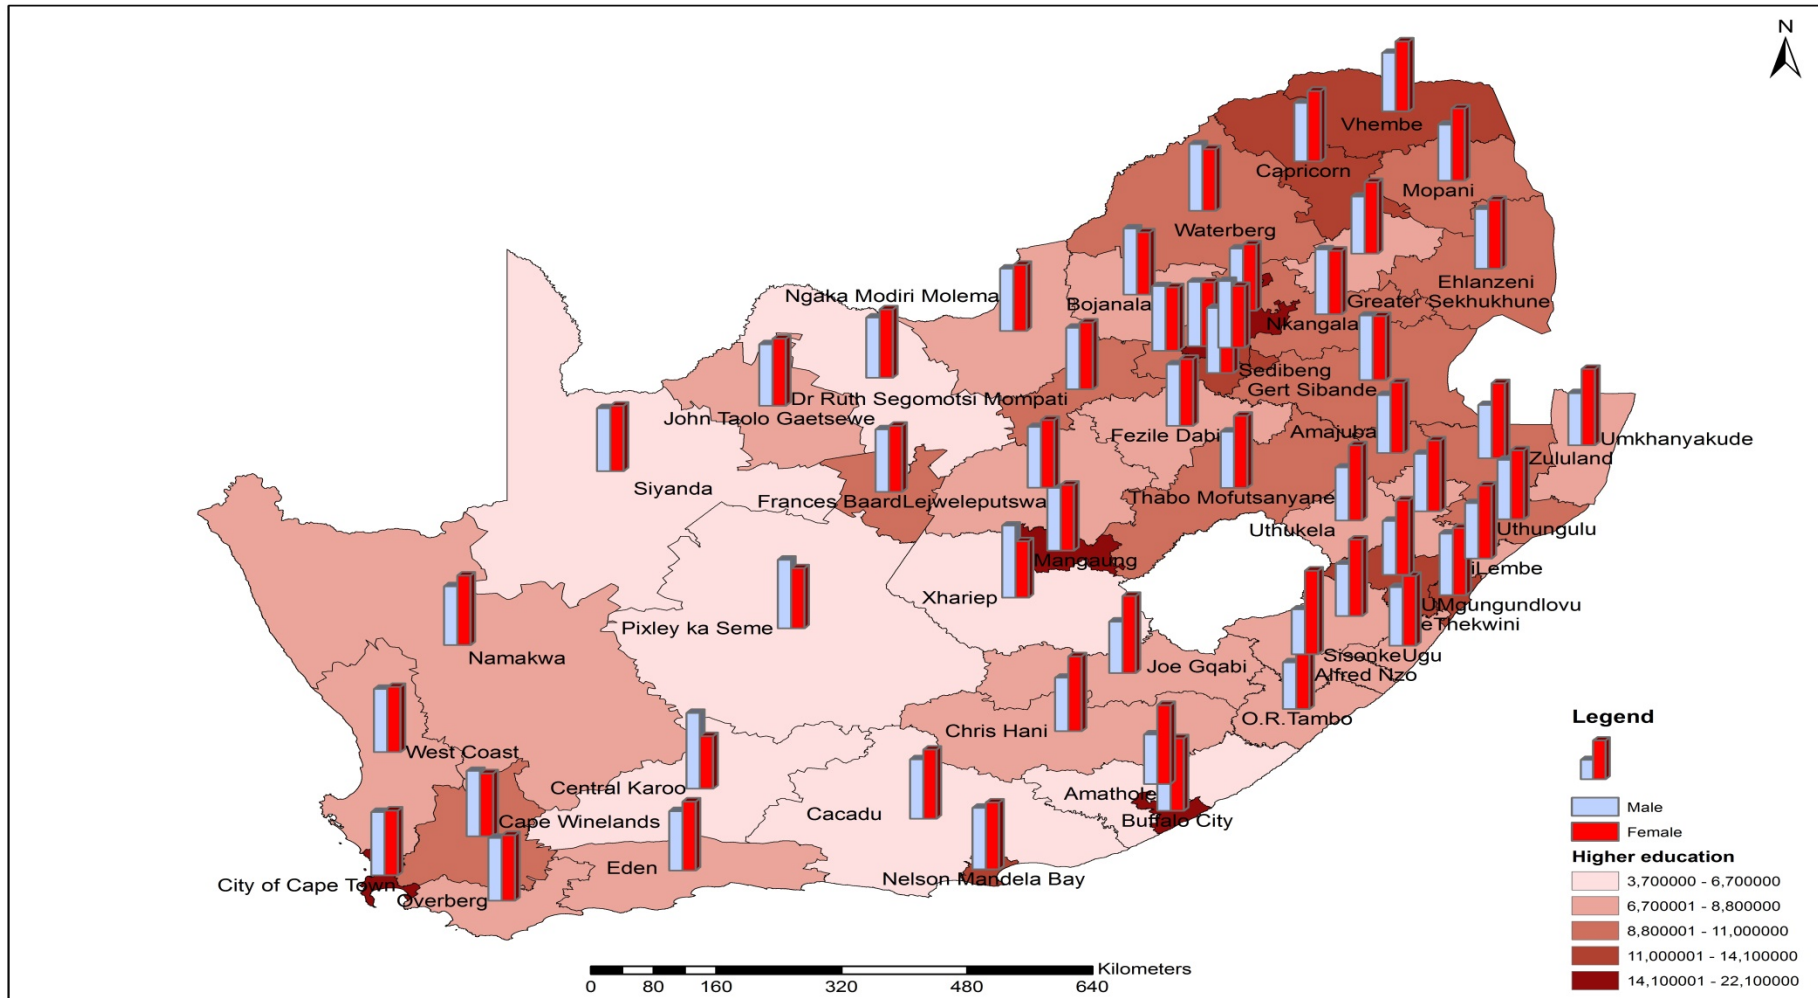 N
Vhembe
Capricorn
Mopani
Waterberg
Ehlanzeni
Greater Sekhukhune
Ngaka Modiri Molema
Bojanala
Nkangala
Sedibeng
Gert Sibande
Dr Ruth Segomotsi Mompati
John Taolo Gaetsewe
Fezile Dabi
Amajuba
Umkhanyakude
Zululand
Siyanda
Frances Baard
Lejweleputswa
Thabo Mofutsanyane
Uthukela
Uthungulu
Mangaung
iLembe
Xhariep
UMgungundlovu
eThekwini
Pixley ka Seme
Namakwa
Joe Gqabi
Sisonke
Ugu
Alfred Nzo
O.R.Tambo
Chris Hani
West Coast
Central Karoo
Amathole
Cacadu
Buffalo City
Cape Winelands
Eden
Nelson Mandela Bay
City of Cape Town
Overberg
Legend
Male
Female
Higher education
3,700000 - 6,700000
6,700001 - 8,800000
8,800001 - 11,000000
11,000001 - 14,100000
14,100001 - 22,100000
Kilometers
0 80 160 320 480 640